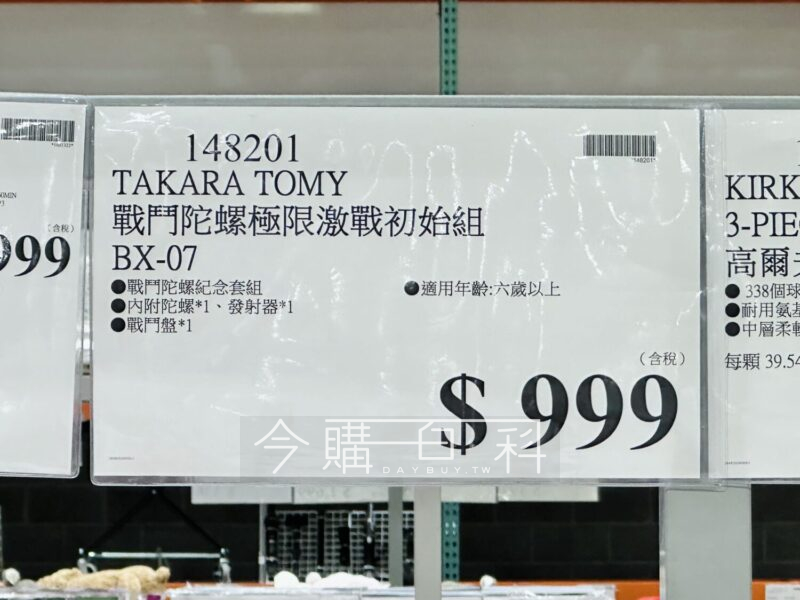 148201
*148201*
TAKARA TOMY
戰鬥陀螺極限激戰初始組
BX-07
●戰鬥陀螺紀念套組
●適用年齡:六歲以上
●內附陀螺*1、發射器*1
●戰鬥盤*1
(含稅)
$ 999
今購百科
DAYBUY.TW
(含稅)
999
KIRK
3-PIE
高爾
● 338個球
●耐用氨基
●中層柔軟
每顆 39.54